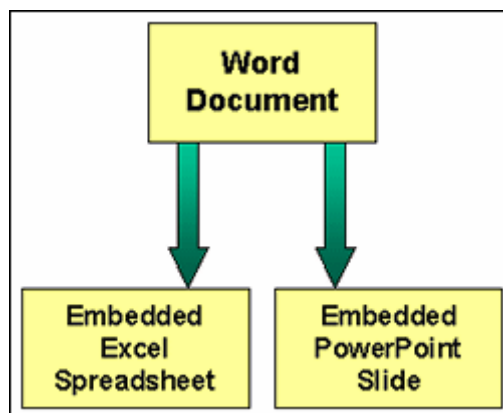 Word
Document
Embedded
Excel
Spreadsheet
Embedded
PowerPoint
Slide